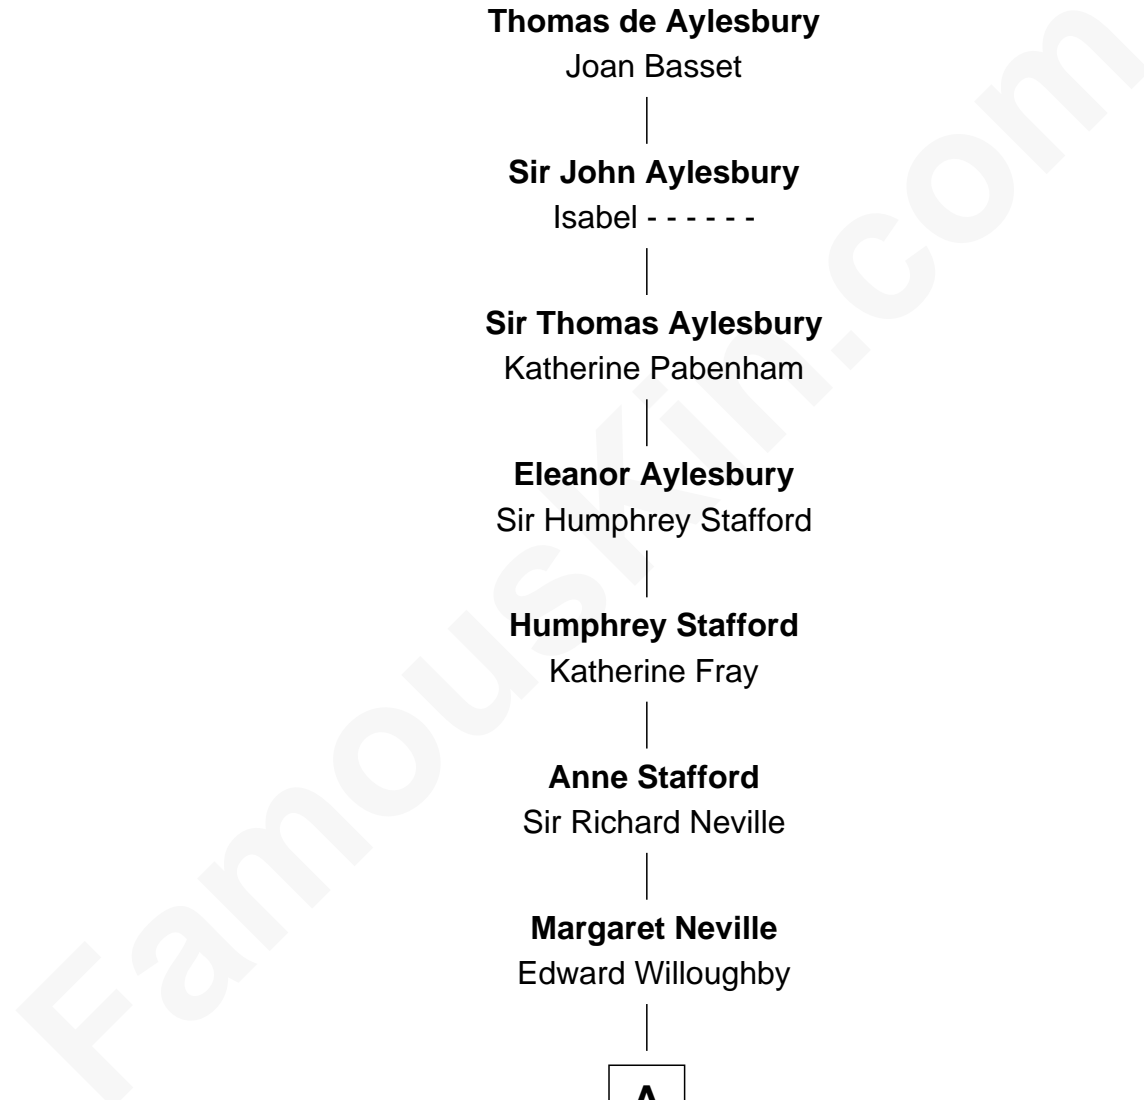 Thomas de Aylesbury
Joan Basset
Sir John Aylesbury
Isabel - - - - - -
Sir Thomas Aylesbury
Katherine Pabenham
Eleanor Aylesbury
Sir Humphrey Stafford
Humphrey Stafford
Katherine Fray
Anne Stafford
Sir Richard Neville
Margaret Neville
Edward Willoughby
A
FamousKin.com